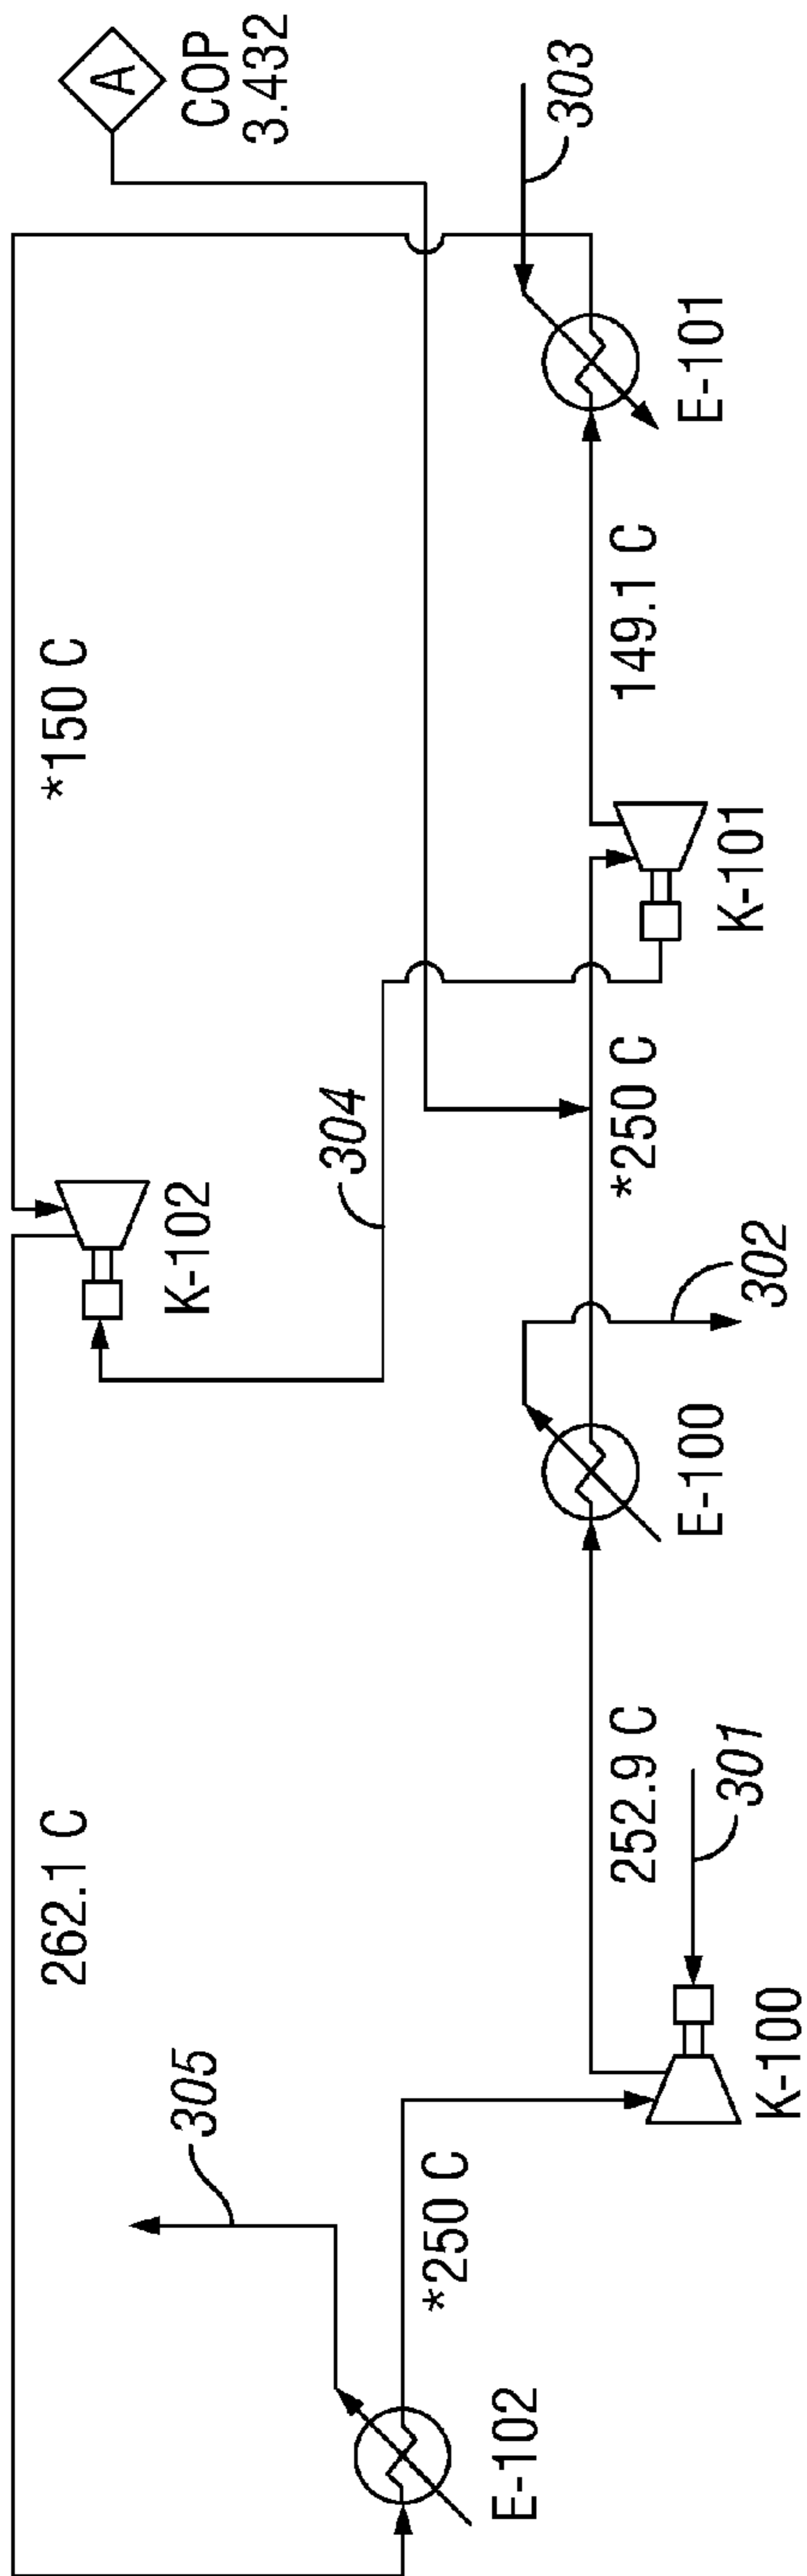 A
COP
3.432
303
E-101
*150 C
149.1 C
K-101
304
*250 C
K-102
302
E-100
262.1 C
252.9 C
301
K-100
305
*250 C
E-102